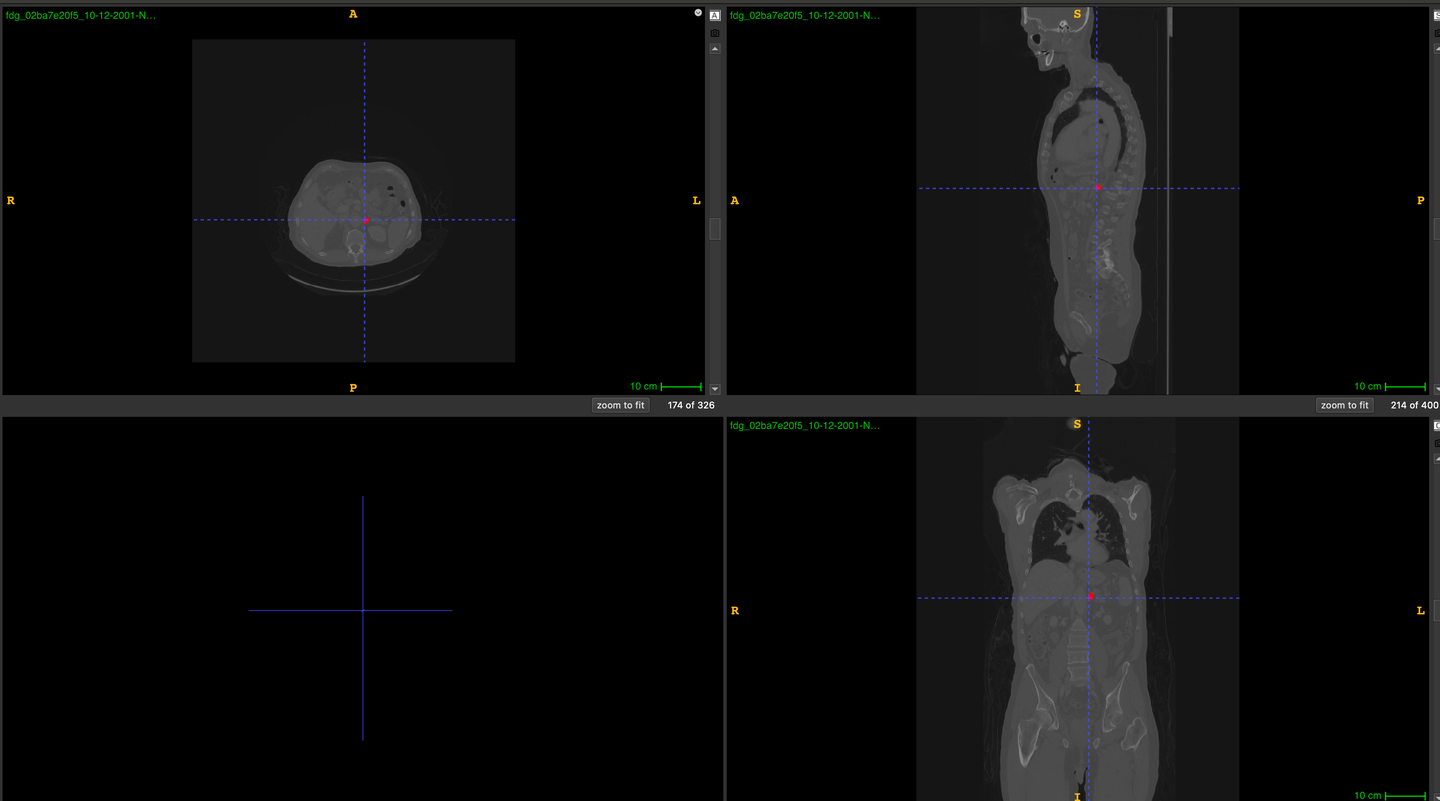 fdg_02ba7e20f5_10-12-2001-N...
A
A
R
L
P
10 cm
zoom to fit
174 of 326
fdg_02ba7e20f5_10-12-2001-N...
S
A
P
I
10 cm
zoom to fit
214 of 400
fdg_02ba7e20f5_10-12-2001-N...
S
R
L
I
10 cm